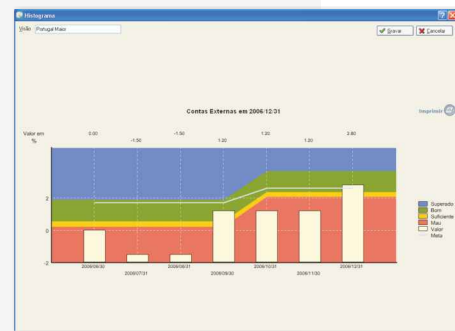 Histograma
Visão Portugal Maior
Gravar Cancelar
Contas Externas em 2006/12/31
Valor em %
0.00 -1.50 -1.50 1.20 1.20 1.20 2.80
2
0
-2
2006/06/30 2006/07/31 2006/08/31 2006/09/30 2006/10/31 2006/11/30 2006/12/31
Superado
Bom
Suficiente
Mau
Valor
Meta